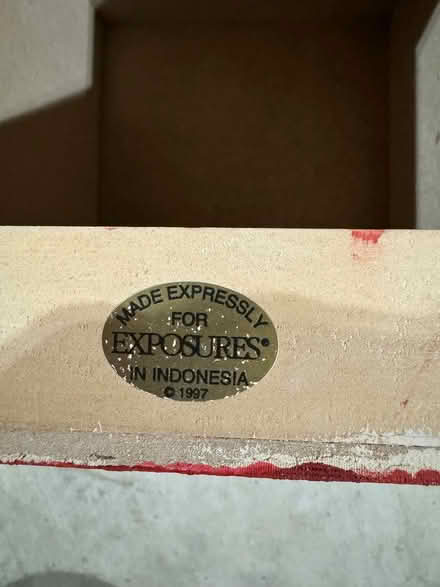 MADE EXPRESSLY
FOR
EXPOSURES®
IN INDONESIA
© 1997